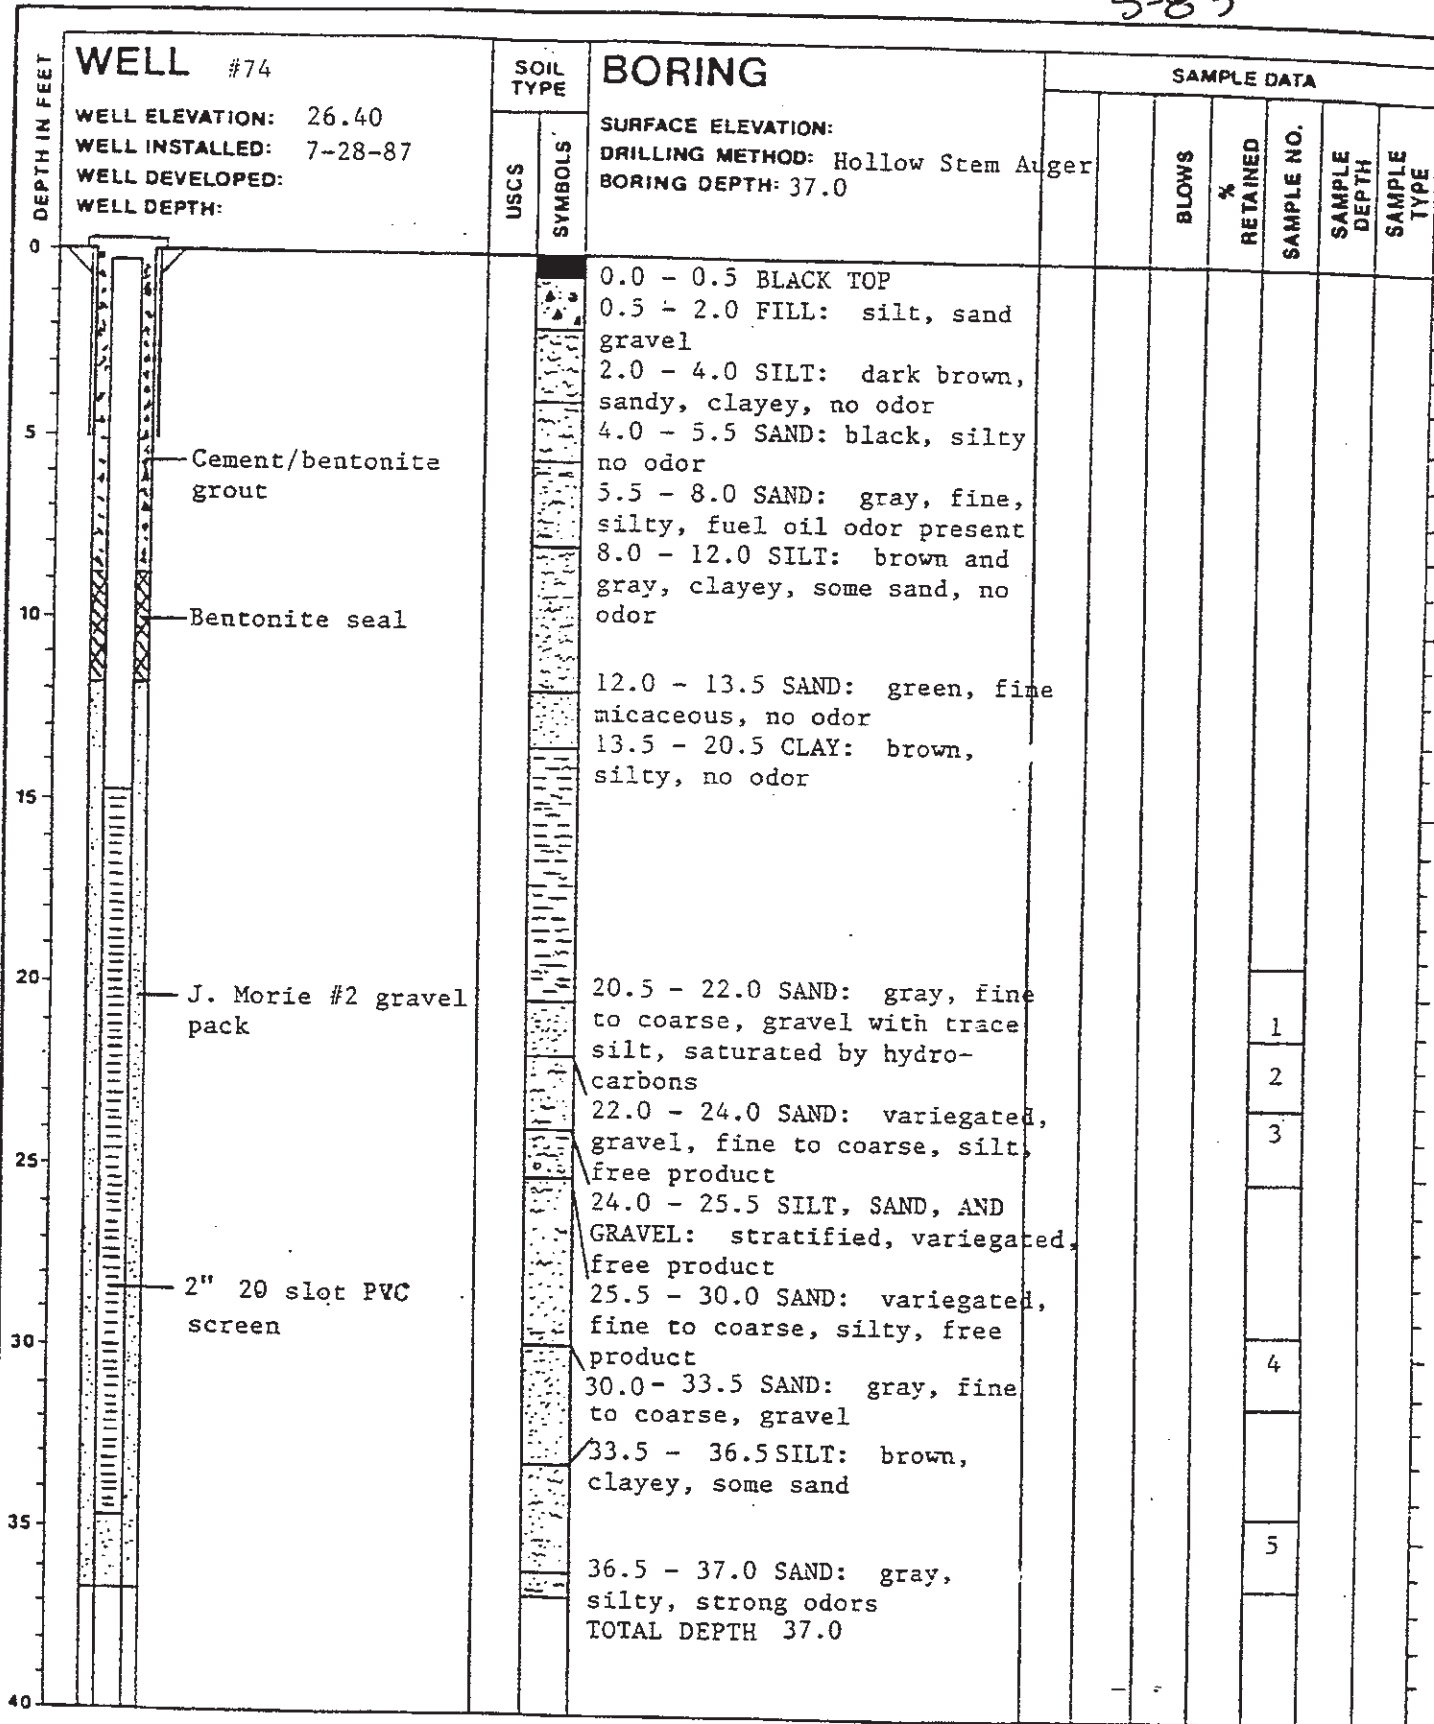 5-85
DEPTH IN FEET
WELL #74
WELL ELEVATION: 26.40
WELL INSTALLED: 7-28-87
WELL DEVELOPED:
WELL DEPTH:
SOIL
TYPE
USCS
SYMBOLS
BORING
SURFACE ELEVATION:
DRILLING METHOD: Hollow Stem Auger
BORING DEPTH: 37.0
SAMPLE DATA
BLOWS
%
RETAINED
SAMPLE NO.
SAMPLE
DEPTH
SAMPLE
TYPE
0
5
10
15
20
25
30
35
40
Cement/bentonite
grout
Bentonite seal
J. Morie #2 gravel
pack
2" 20 slot PVC
screen
0.0 - 0.5 BLACK TOP
0.5 - 2.0 FILL: silt, sand
gravel
2.0 - 4.0 SILT: dark brown,
sandy, clayey, no odor
4.0 - 5.5 SAND: black, silty
no odor
5.5 - 8.0 SAND: gray, fine,
silty, fuel oil odor present
8.0 - 12.0 SILT: brown and
gray, clayey, some sand, no
odor
12.0 - 13.5 SAND: green, fine
micaceous, no odor
13.5 - 20.5 CLAY: brown,
silty, no odor
20.5 - 22.0 SAND: gray, fine
to coarse, gravel with trace
silt, saturated by hydro-
carbons
22.0 - 24.0 SAND: variegated,
gravel, fine to coarse, silt,
free product
24.0 - 25.5 SILT, SAND, AND
GRAVEL: stratified, variegated,
free product
25.5 - 30.0 SAND: variegated,
fine to coarse, silty, free
product
30.0 - 33.5 SAND: gray, fine
to coarse, gravel
33.5 - 36.5 SILT: brown,
clayey, some sand
36.5 - 37.0 SAND: gray,
silty, strong odors
TOTAL DEPTH 37.0
1
2
3
4
5